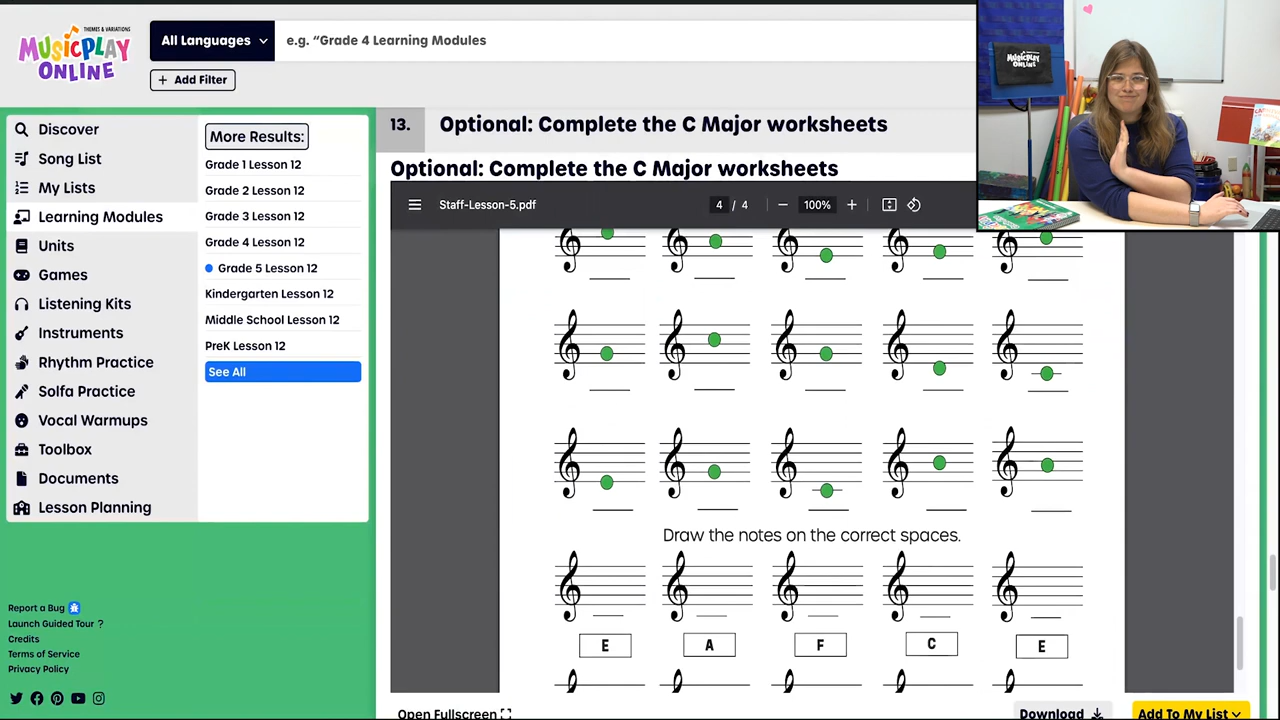 THEMES & VARIATIONS
MUSICPLAY
ONLINE
All Languages
e.g. "Grade 4 Learning Modules
+ Add Filter
Discover
Song List
My Lists
Learning Modules
Units
Games
Listening Kits
Instruments
Rhythm Practice
Solfa Practice
Vocal Warmups
Toolbox
Documents
Lesson Planning
More Results:
Grade 1 Lesson 12
Grade 2 Lesson 12
Grade 3 Lesson 12
Grade 4 Lesson 12
Grade 5 Lesson 12
Kindergarten Lesson 12
Middle School Lesson 12
PreK Lesson 12
See All
Report a Bug
Launch Guided Tour ?
Credits
Terms of Service
Privacy Policy
13. Optional: Complete the C Major worksheets
Optional: Complete the C Major worksheets
Staff-Lesson-5.pdf
4 / 4
100%
Draw the notes on the correct spaces.
E A F C E
Open Fullscreen
Download
Add To My List
MUSICPLAY
ONLINE